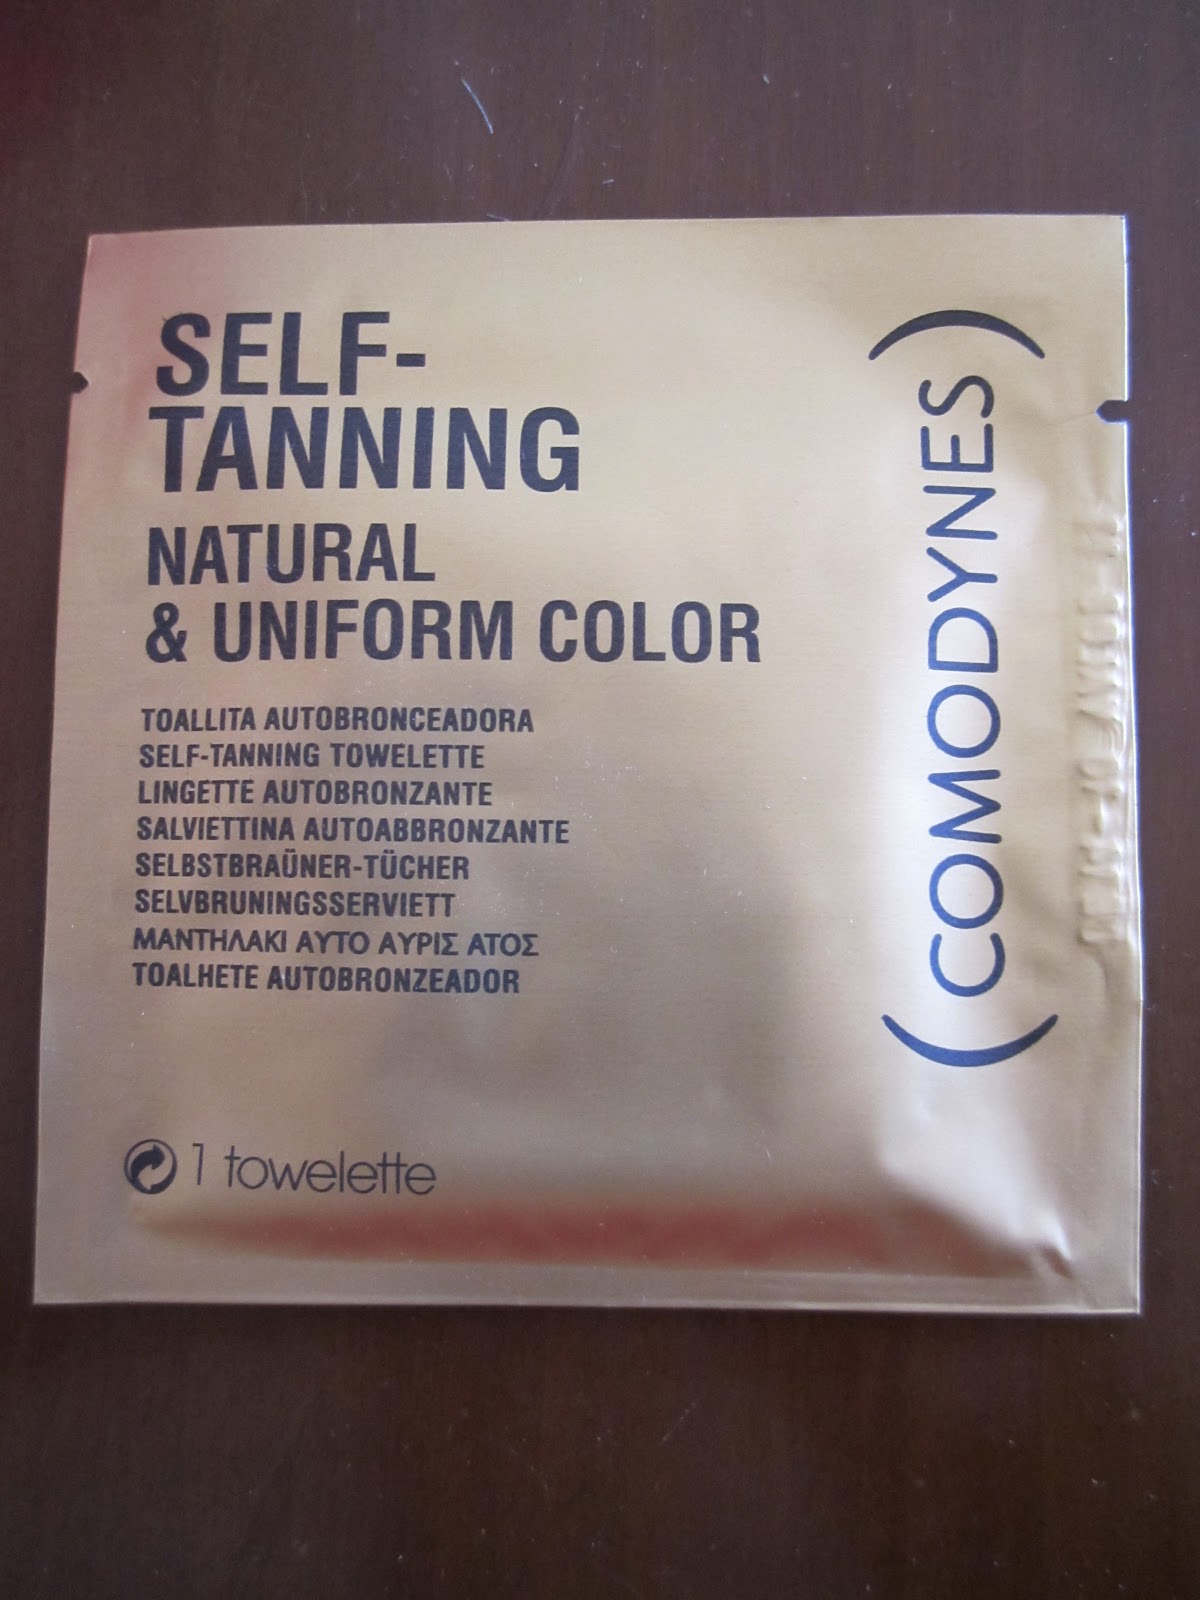 SELF-
TANNING
NATURAL
& UNIFORM COLOR
TOALLITA AUTOBRONCEADORA
SELF-TANNING TOWELETTE
LINGETTE AUTOBRONZANTE
SALVIETTINA AUTOABBRONZANTE
SELBSTBRAÜNER-TÜCHER
SELVBRUNINGSSERVIETT
ΜΑΝΤΗΛΑΚΙ ΑΥΤΟ ΑΥΡΙΣ ΑΤΟΣ
TOALHETE AUTOBRONZEADOR
1 towelette
(COMODYNES)